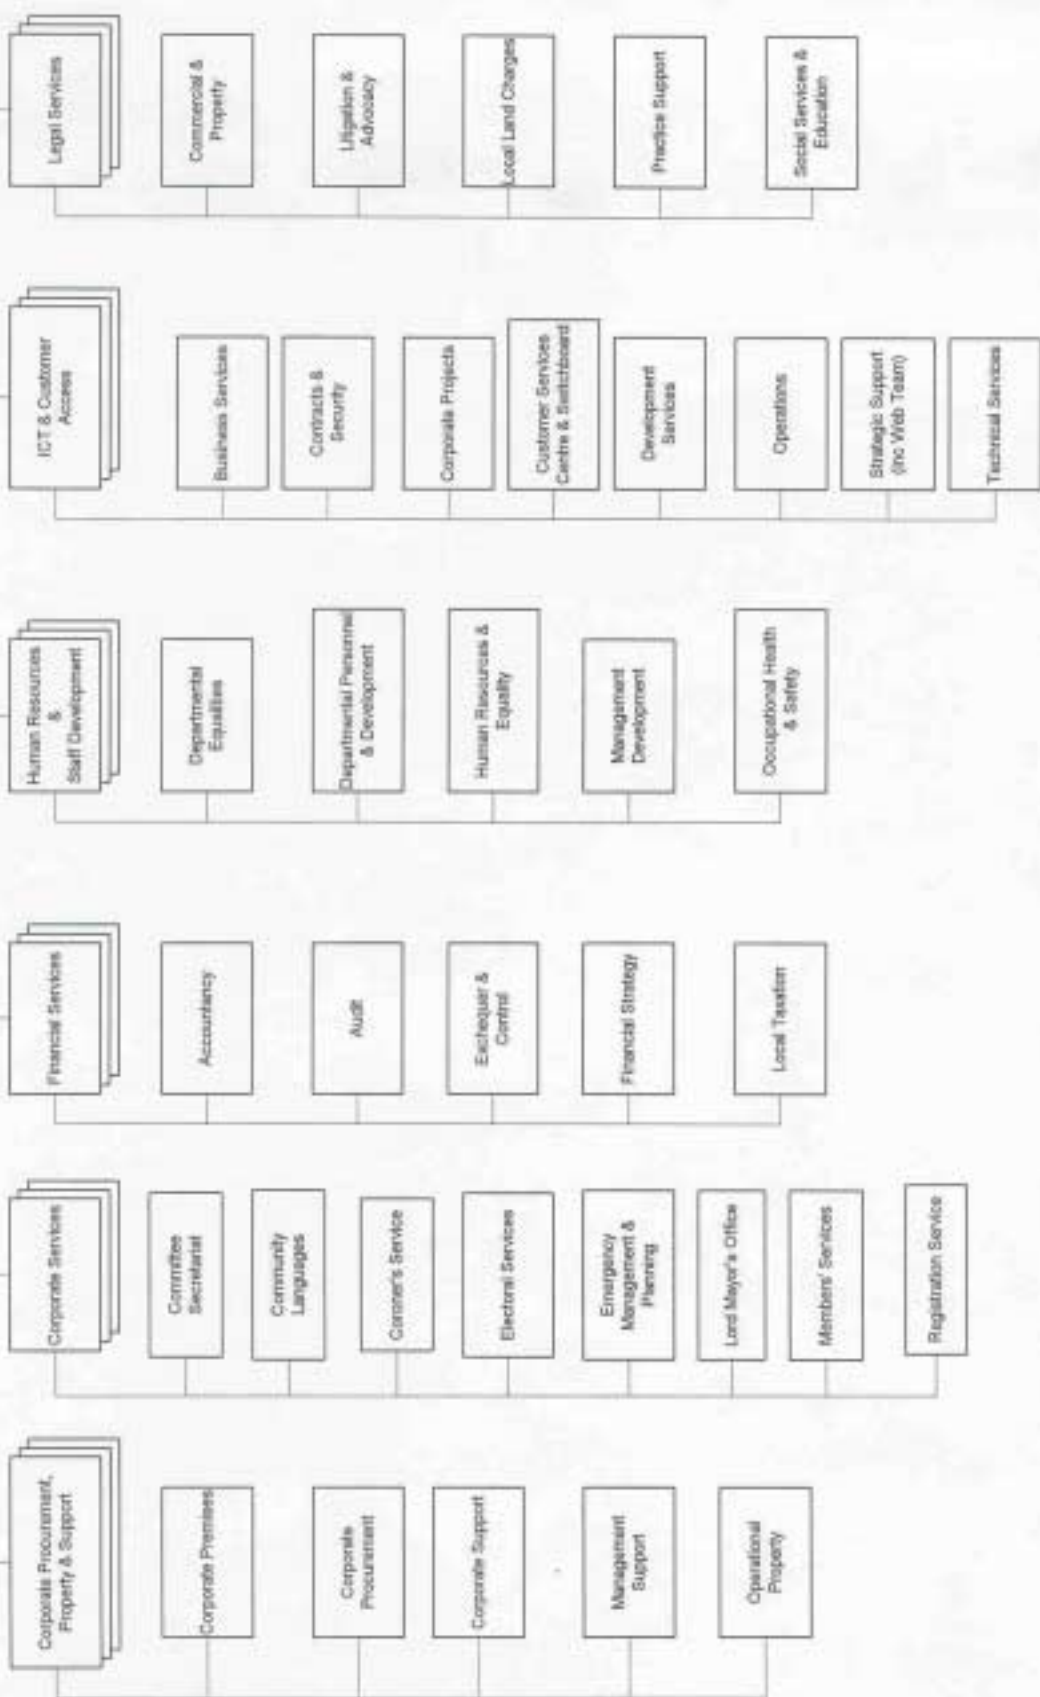 Corporate Procurement,
Property & Support
Corporate Premises
Corporate
Procurement
Corporate Support
Management
Support
Operational
Property
Corporate Services
Committee
Secretariat
Community
Languages
Coroner's Service
Electoral Services
Emergency
Management &
Planning
Lord Mayor's Office
Members' Services
Registration Service
Financial Services
Accountancy
Audit
Exchequer &
Control
Financial Strategy
Local Taxation
Human Resources
&
Staff Development
Departmental
Equalities
Departmental Personnel
& Development
Human Resources &
Equality
Management
Development
Occupational Health
& Safety
ICT & Customer
Access
Business Services
Contracts &
Security
Corporate Projects
Customer Services
Centre & Switchboard
Development
Services
Operations
Strategic Support
(inc Web Team)
Technical Services
Legal Services
Commercial &
Property
Litigation &
Advocacy
Local Land Charges
Practice Support
Social Services &
Education